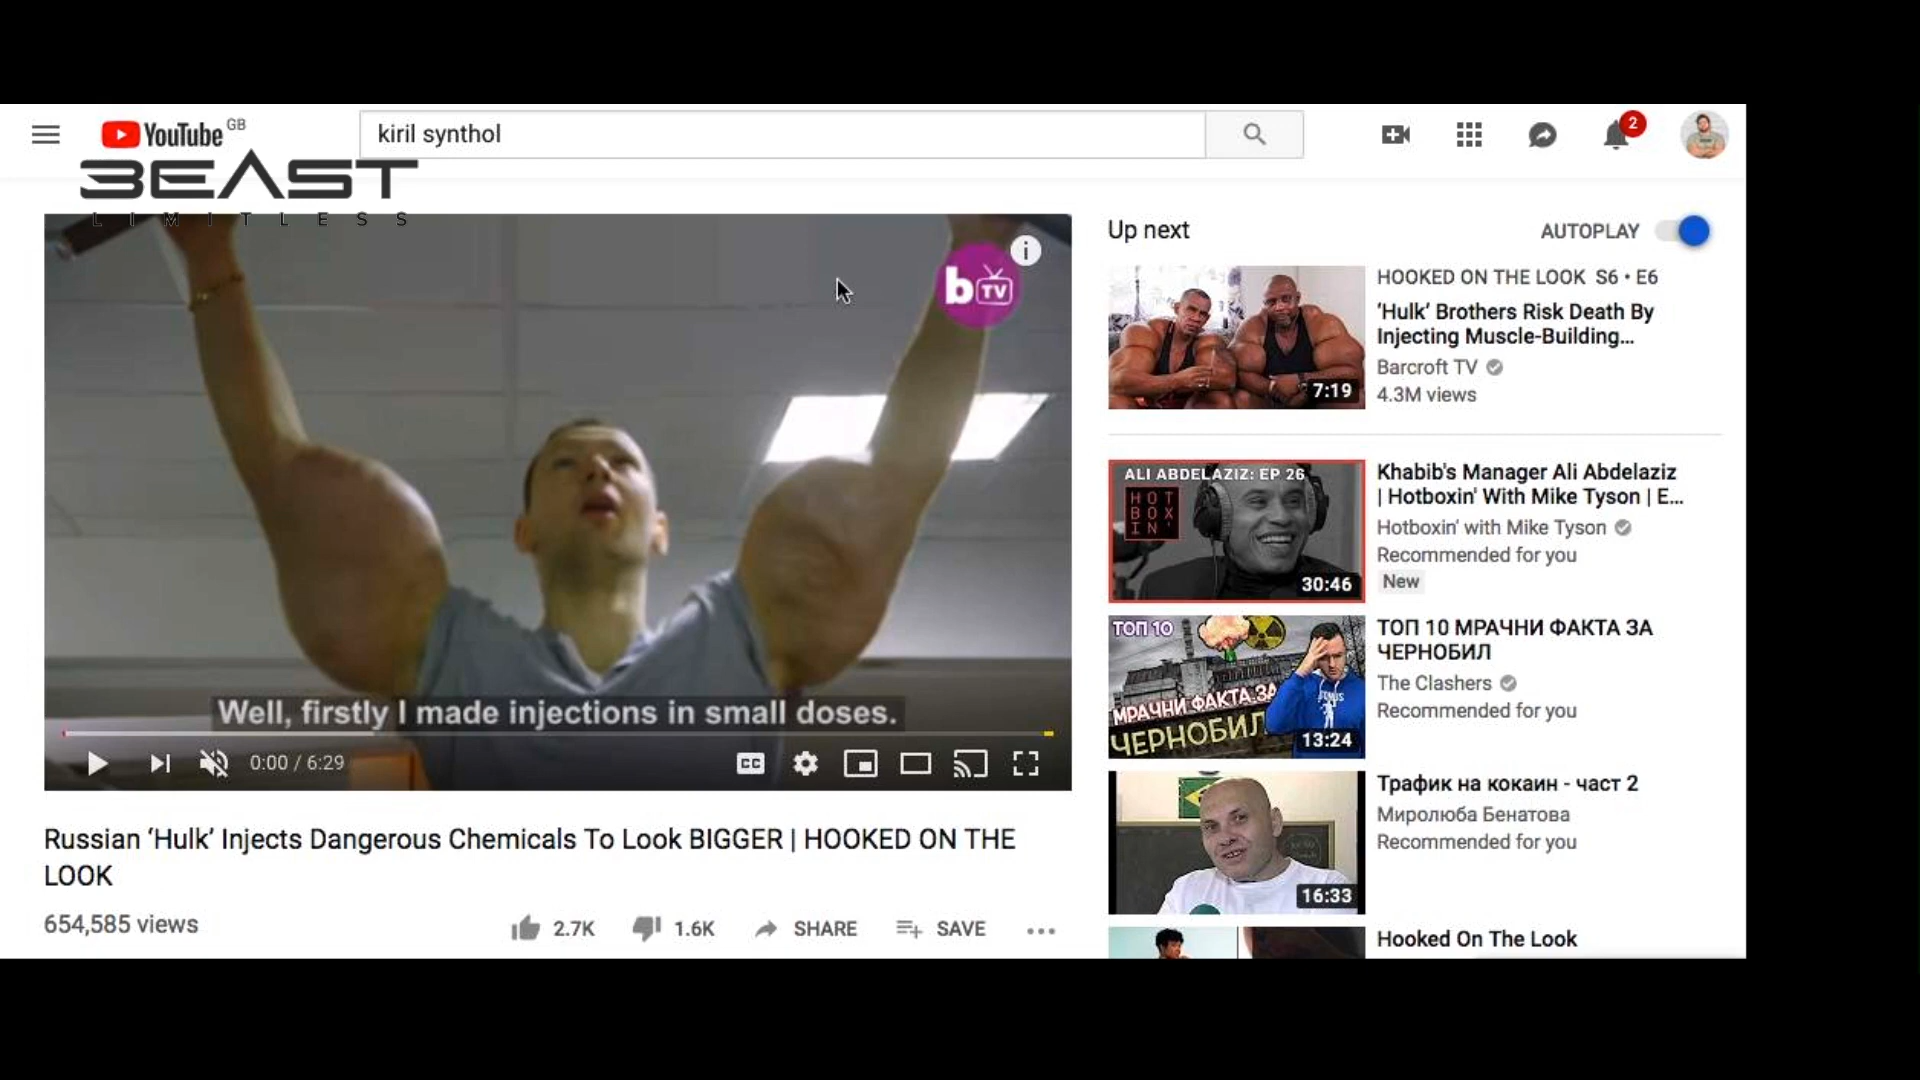 YouTube GB
kiril synthol
2
BEAST
LIMITLESS
b TV
i
Well, firstly I made injections in small doses.
0:00 / 6:29
CC
Russian ‘Hulk’ Injects Dangerous Chemicals To Look BIGGER | HOOKED ON THE
LOOK
654,585 views
2.7K
1.6K
SHARE
SAVE
Up next
AUTOPLAY
7:19
HOOKED ON THE LOOK S6 • E6
‘Hulk’ Brothers Risk Death By
Injecting Muscle-Building...
Barcroft TV
4.3M views
ALI ABDELAZIZ: EP 26
HOT
BOX
IN'
30:46
Khabib's Manager Ali Abdelaziz
| Hotboxin' With Mike Tyson | E...
Hotboxin' with Mike Tyson
Recommended for you
New
ТОП 10
МРАЧНИ ФАКТА ЗА
ЧЕРНОБИЛ
13:24
ТОП 10 МРАЧНИ ФАКТА ЗА
ЧЕРНОБИЛ
The Clashers
Recommended for you
16:33
Трафик на кокаин - част 2
Миролюба Бенатова
Recommended for you
Hooked On The Look